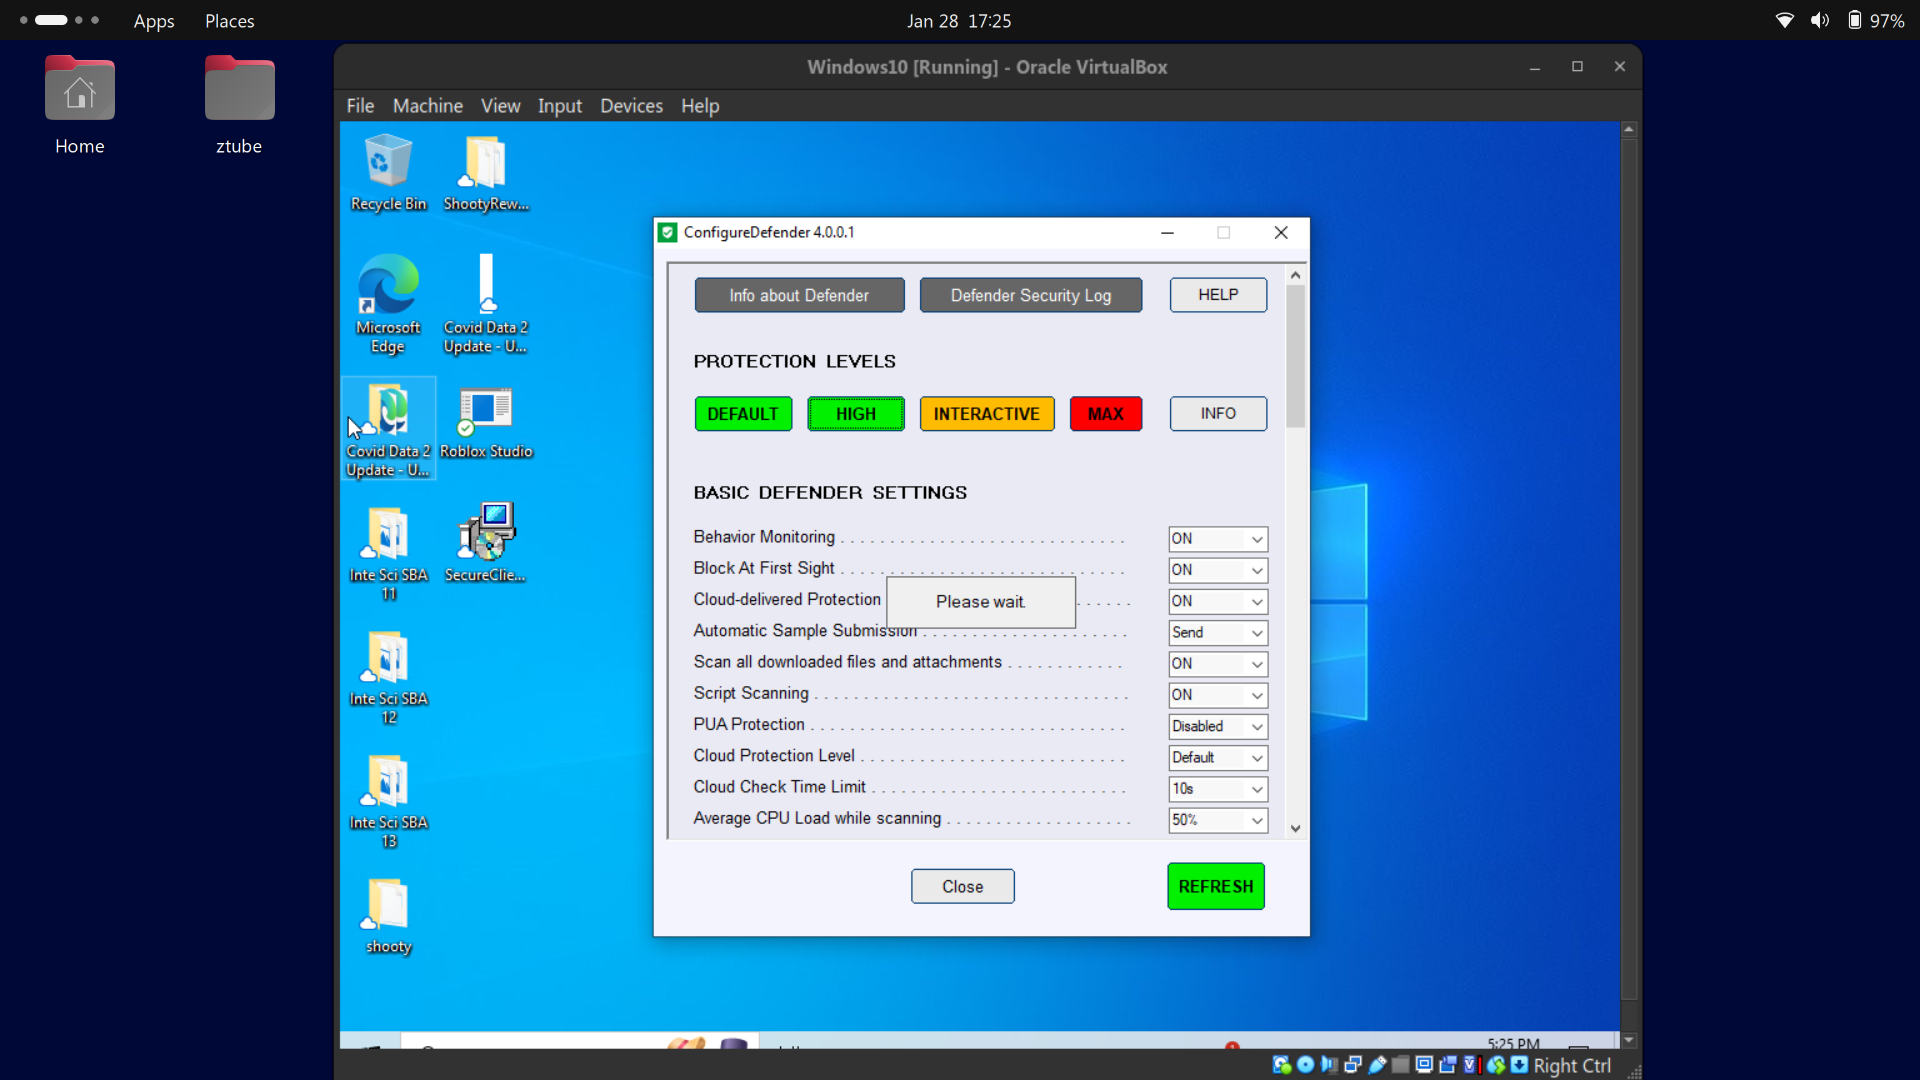 Apps Places Jan 28 17:25 97%
Home
ztube
Windows10 [Running] - Oracle VirtualBox
File Machine View Input Devices Help
Recycle Bin
ShootyRew...
Microsoft
Edge
Covid Data 2
Update - U...
Covid Data 2
Update - U...
Roblox Studio
Inte Sci SBA
11
SecureClie...
Inte Sci SBA
12
Inte Sci SBA
13
shooty
ConfigureDefender 4.0.0.1
Info about Defender Defender Security Log HELP
PROTECTION LEVELS
DEFAULT HIGH INTERACTIVE MAX INFO
BASIC DEFENDER SETTINGS
Behavior Monitoring ON
Block At First Sight ON
Cloud-delivered Protection ON
Please wait.
Automatic Sample Submission Send
Scan all downloaded files and attachments ON
Script Scanning ON
PUA Protection Disabled
Cloud Protection Level Default
Cloud Check Time Limit 10s
Average CPU Load while scanning 50%
Close REFRESH
5:25 PM
Right Ctrl